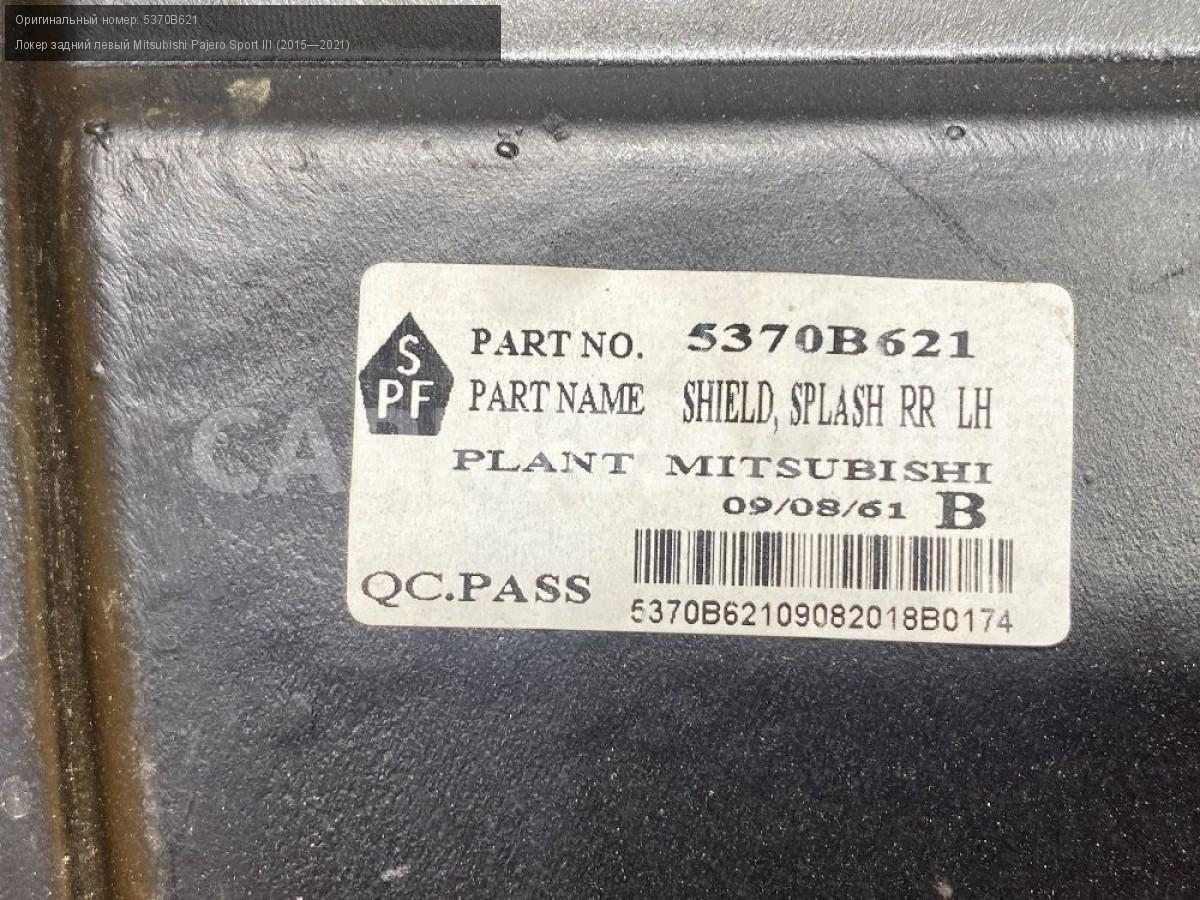 Оригинальный номер: 5370B621
Локер задний левый Mitsubishi Pajero Sport III (2015—2021)
S
PF
PART NO. 5370B621
PART NAME SHIELD, SPLASH RR LH
PLANT MITSUBISHI
09/08/61 B
QC.PASS
5370B62109082018B0174